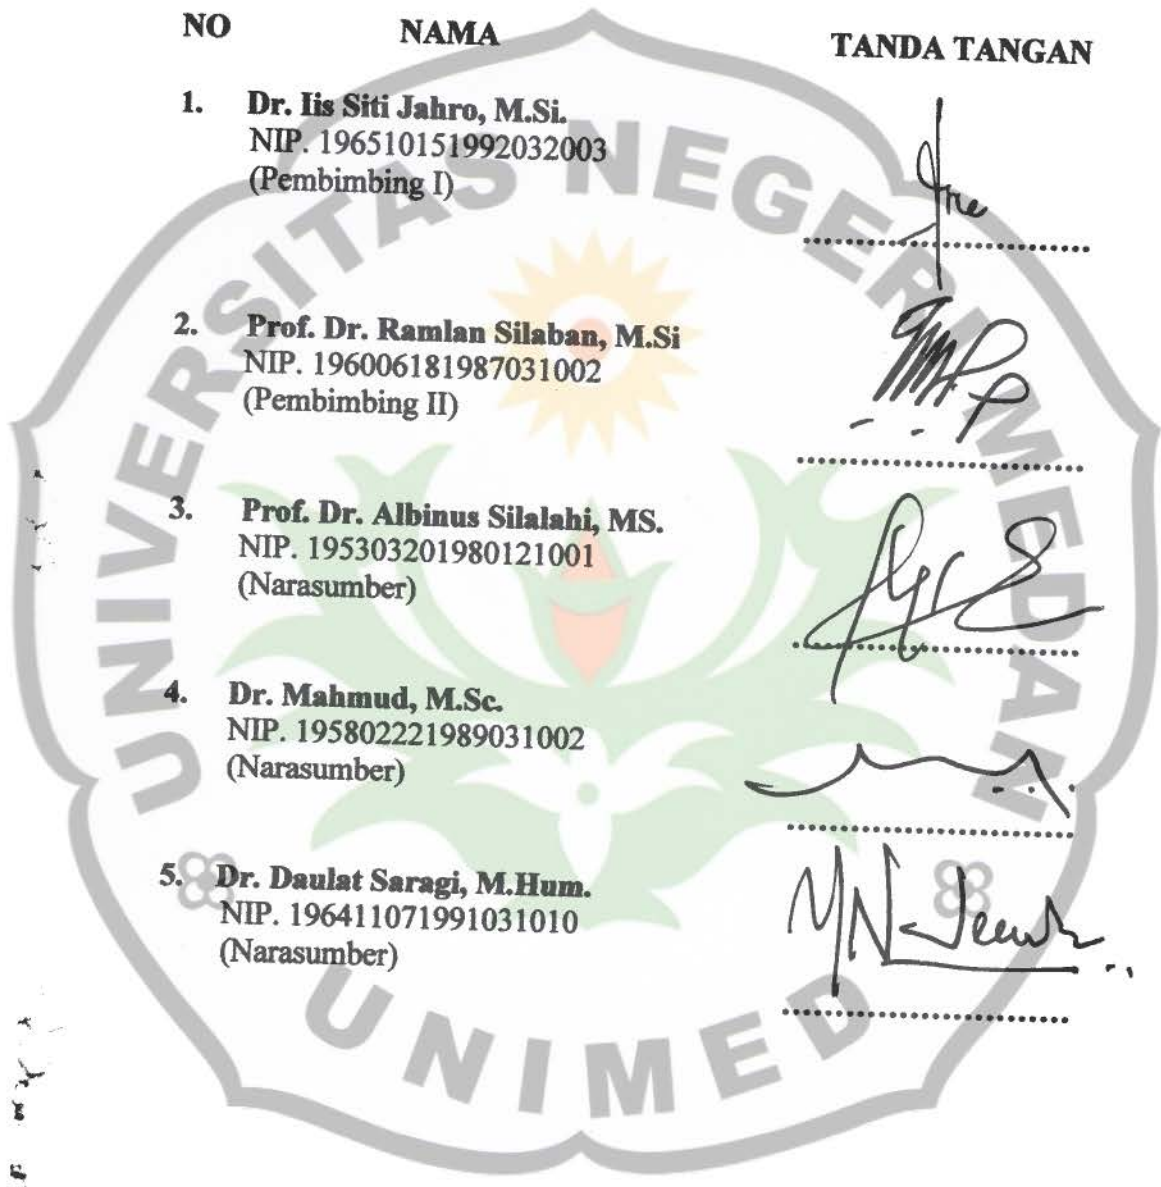 NO NAMA TANDA TANGAN
1. Dr. Iis Siti Jahro, M.Si.
NIP. 196510151992032003
(Pembimbing I)
2. Prof. Dr. Ramlan Silaban, M.Si
NIP. 196006181987031002
(Pembimbing II)
3. Prof. Dr. Albinus Silalahi, MS.
NIP. 195303201980121001
(Narasumber)
4. Dr. Mahmud, M.Sc.
NIP. 195802221989031002
(Narasumber)
5. Dr. Daulat Saragi, M.Hum.
NIP. 196411071991031010
(Narasumber)
UNIVERSITAS NEGERI MEDAN
UNIMED